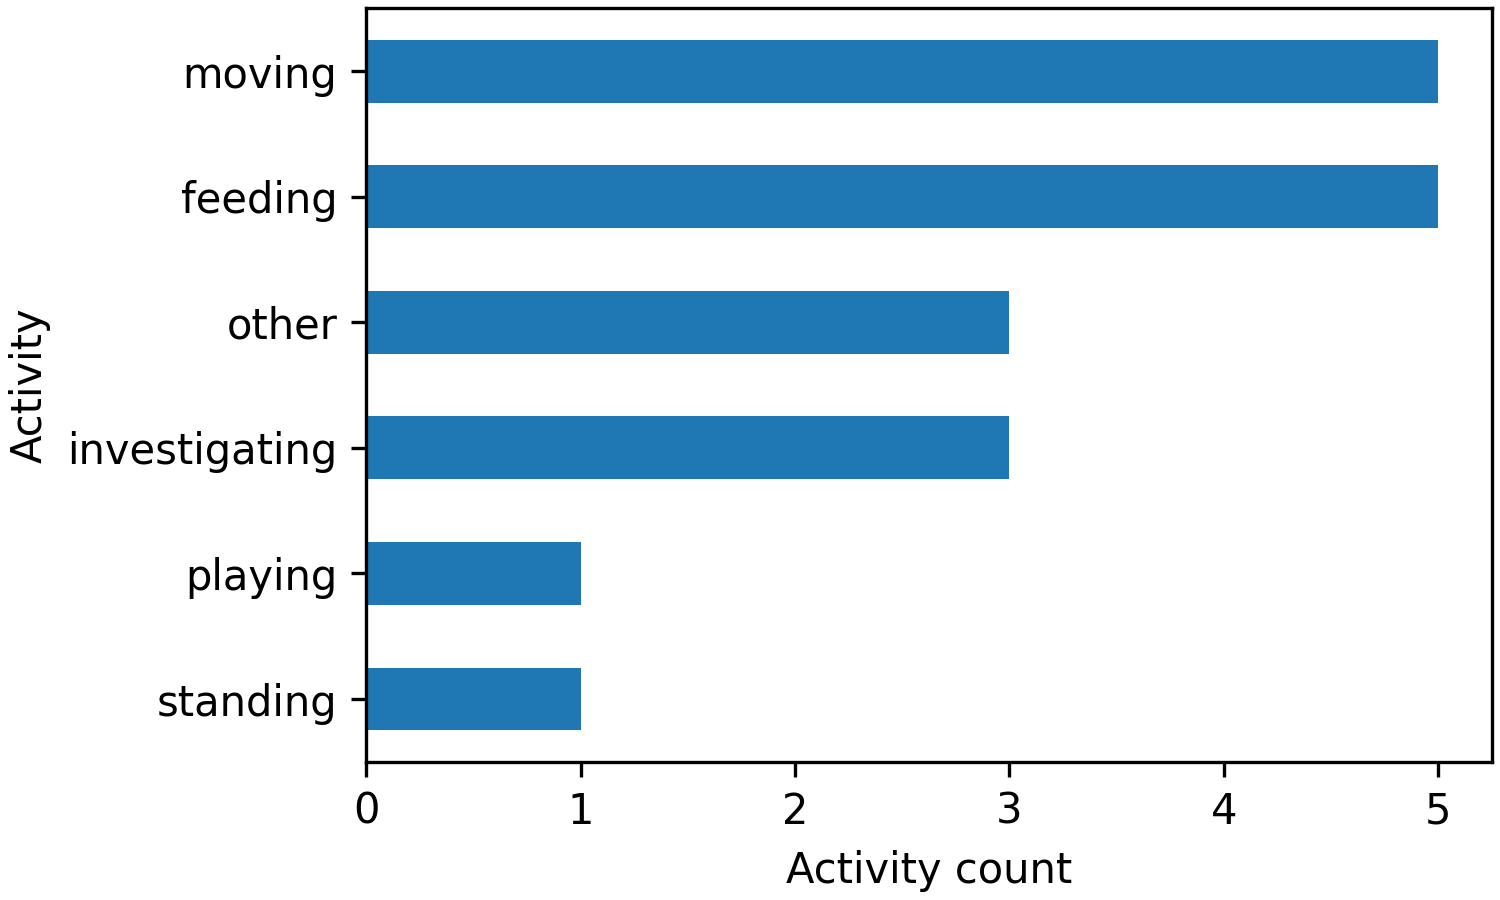 moving
feeding
other
investigating
playing
standing
Activity
0 1 2 3 4 5
Activity count